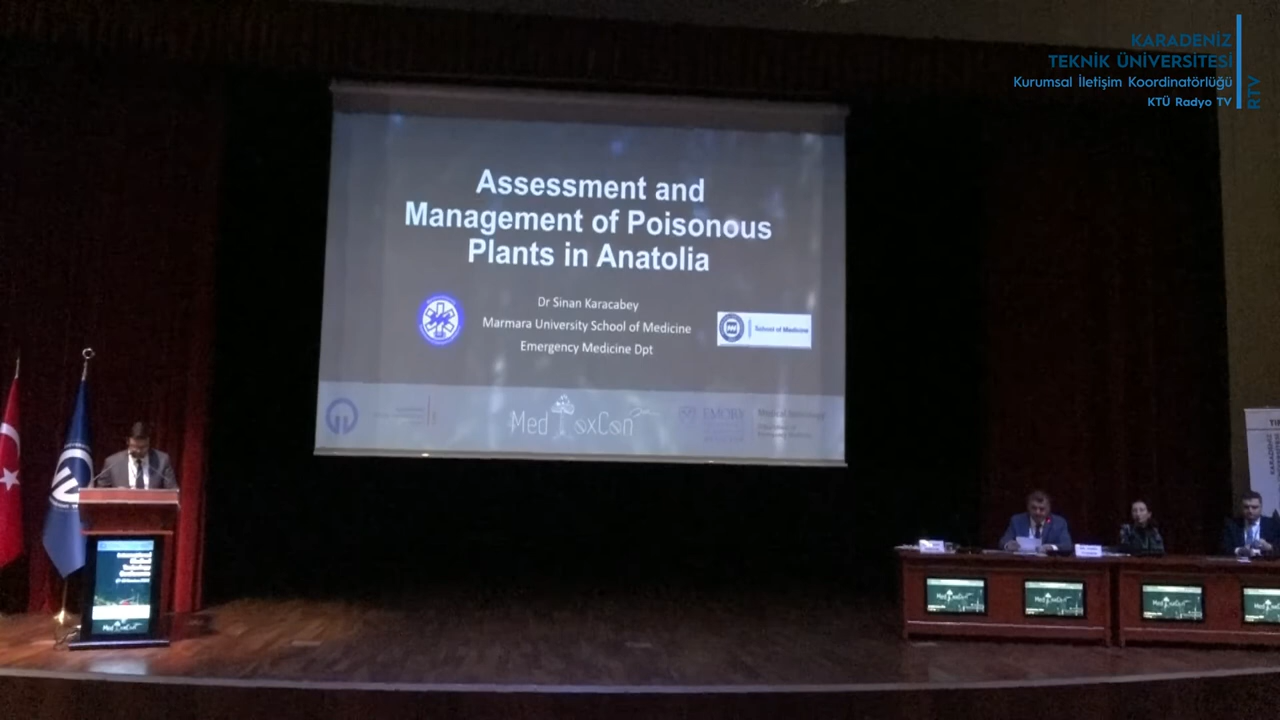 KARADENİZ
TEKNİK ÜNİVERSİTESİ
Kurumsal İletişim Koordinatörlüğü
KTÜ Radyo TV
RTV
Assessment and
Management of Poisonous
Plants in Anatolia
Dr Sinan Karacabey
Marmara University School of Medicine
Emergency Medicine Dpt
School of Medicine
MedToxCon
EMORY